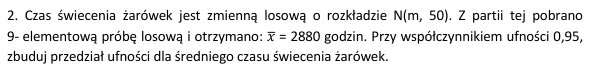 2. Czas świecenia żarówek jest zmienną losową o rozkładzie N(m, 50). Z partii tej pobrano
9- elementową próbę losową i otrzymano: x̅ = 2880 godzin. Przy współczynnikiem ufności 0,95,
zbuduj przedział ufności dla średniego czasu świecenia żarówek.